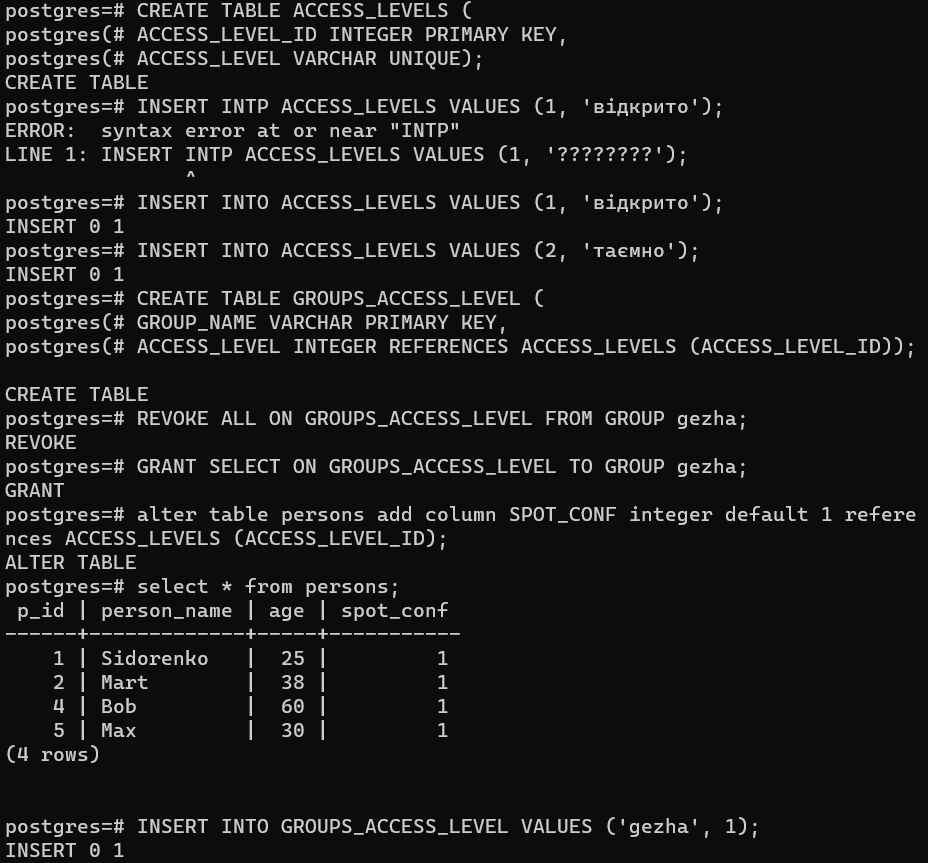 postgres=# CREATE TABLE ACCESS_LEVELS (
postgres(# ACCESS_LEVEL_ID INTEGER PRIMARY KEY,
postgres(# ACCESS_LEVEL VARCHAR UNIQUE);
CREATE TABLE
postgres=# INSERT INTP ACCESS_LEVELS VALUES (1, 'відкрито');
ERROR:  syntax error at or near "INTP"
LINE 1: INSERT INTP ACCESS_LEVELS VALUES (1, '????????');
               ^
postgres=# INSERT INTO ACCESS_LEVELS VALUES (1, 'відкрито');
INSERT 0 1
postgres=# INSERT INTO ACCESS_LEVELS VALUES (2, 'таємно');
INSERT 0 1
postgres=# CREATE TABLE GROUPS_ACCESS_LEVEL (
postgres(# GROUP_NAME VARCHAR PRIMARY KEY,
postgres(# ACCESS_LEVEL INTEGER REFERENCES ACCESS_LEVELS (ACCESS_LEVEL_ID));
CREATE TABLE
postgres=# REVOKE ALL ON GROUPS_ACCESS_LEVEL FROM GROUP gezha;
REVOKE
postgres=# GRANT SELECT ON GROUPS_ACCESS_LEVEL TO GROUP gezha;
GRANT
postgres=# alter table persons add column SPOT_CONF integer default 1 refere
nces ACCESS_LEVELS (ACCESS_LEVEL_ID);
ALTER TABLE
postgres=# select * from persons;
 p_id | person_name | age | spot_conf
------+-------------+-----+-----------
    1 | Sidorenko   |  25 |         1
    2 | Mart        |  38 |         1
    4 | Bob         |  60 |         1
    5 | Max         |  30 |         1
(4 rows)
postgres=# INSERT INTO GROUPS_ACCESS_LEVEL VALUES ('gezha', 1);
INSERT 0 1